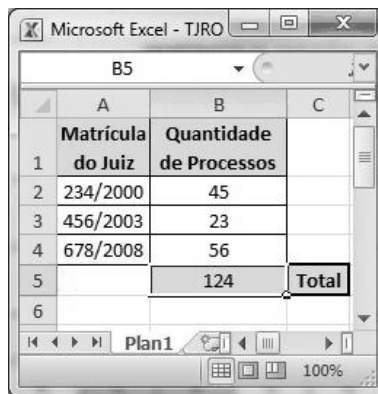 Microsoft Excel - TJRO
B5
A B C
Matrícula Quantidade
1 do Juiz de Processos
2 234/2000 45
3 456/2003 23
4 678/2008 56
5 124 Total
6
Plan1
100%